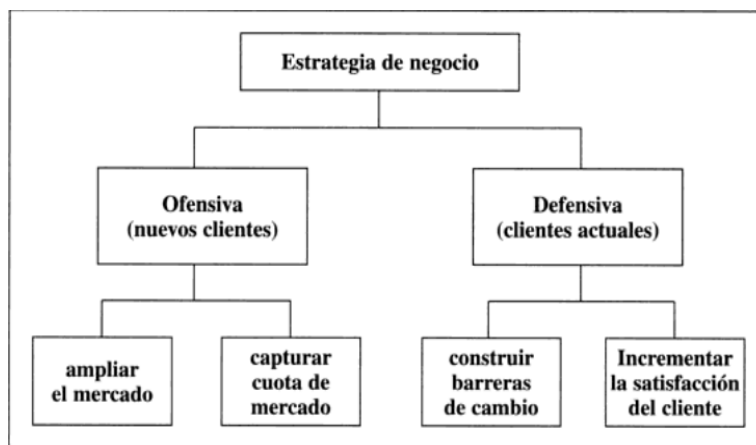 Estrategia de negocio
Ofensiva
(nuevos clientes)
Defensiva
(clientes actuales)
ampliar
el mercado
capturar
cuota de
mercado
construir
barreras
de cambio
Incrementar
la satisfacción
del cliente